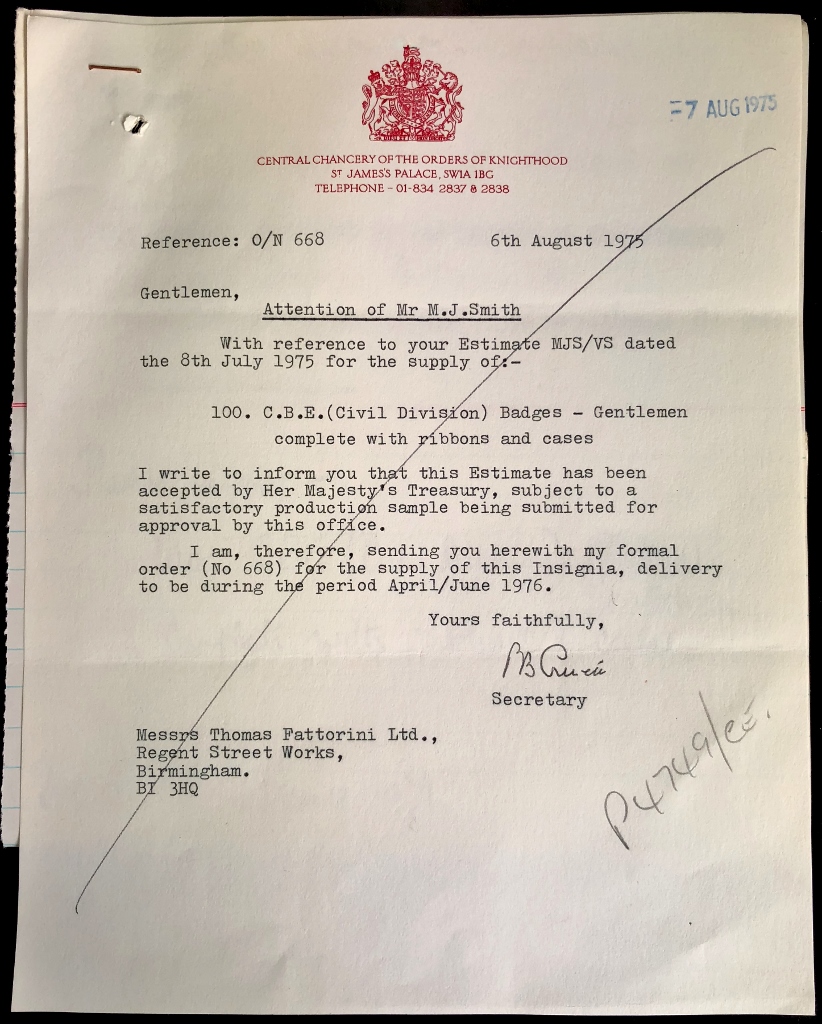 =7 AUG 1975
CENTRAL CHANCERY OF THE ORDERS OF KNIGHTHOOD
ST JAMES'S PALACE, SW1A 1BG
TELEPHONE - 01-834 2837 & 2838
Reference: O/N 668 6th August 1975
Gentlemen,
Attention of Mr M.J.Smith
With reference to your Estimate MJS/VS dated
the 8th July 1975 for the supply of:-
100. C.B.E.(Civil Division) Badges - Gentlemen
complete with ribbons and cases
I write to inform you that this Estimate has been
accepted by Her Majesty's Treasury, subject to a
satisfactory production sample being submitted for
approval by this office.
I am, therefore, sending you herewith my formal
order (No 668) for the supply of this Insignia, delivery
to be during the period April/June 1976.
Yours faithfully,
Secretary
Messrs Thomas Fattorini Ltd.,
Regent Street Works,
Birmingham.
BI 3HQ
P4749/CE.